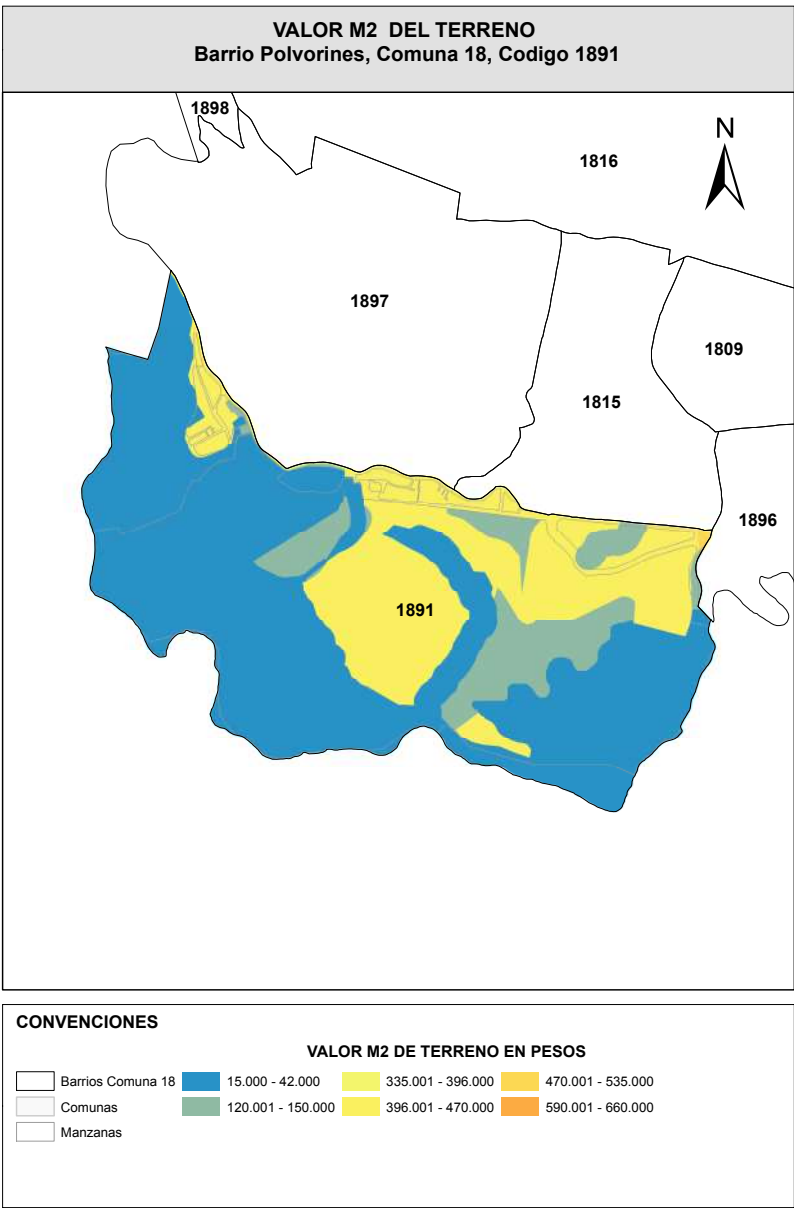 VALOR M2 DEL TERRENO
Barrio Polvorines, Comuna 18, Codigo 1891
1898
N
1816
1897
1809
1815
1896
1891
CONVENCIONES
VALOR M2 DE TERRENO EN PESOS
Barrios Comuna 18 15.000 - 42.000 335.001 - 396.000 470.001 - 535.000
Comunas 120.001 - 150.000 396.001 - 470.000 590.001 - 660.000
Manzanas